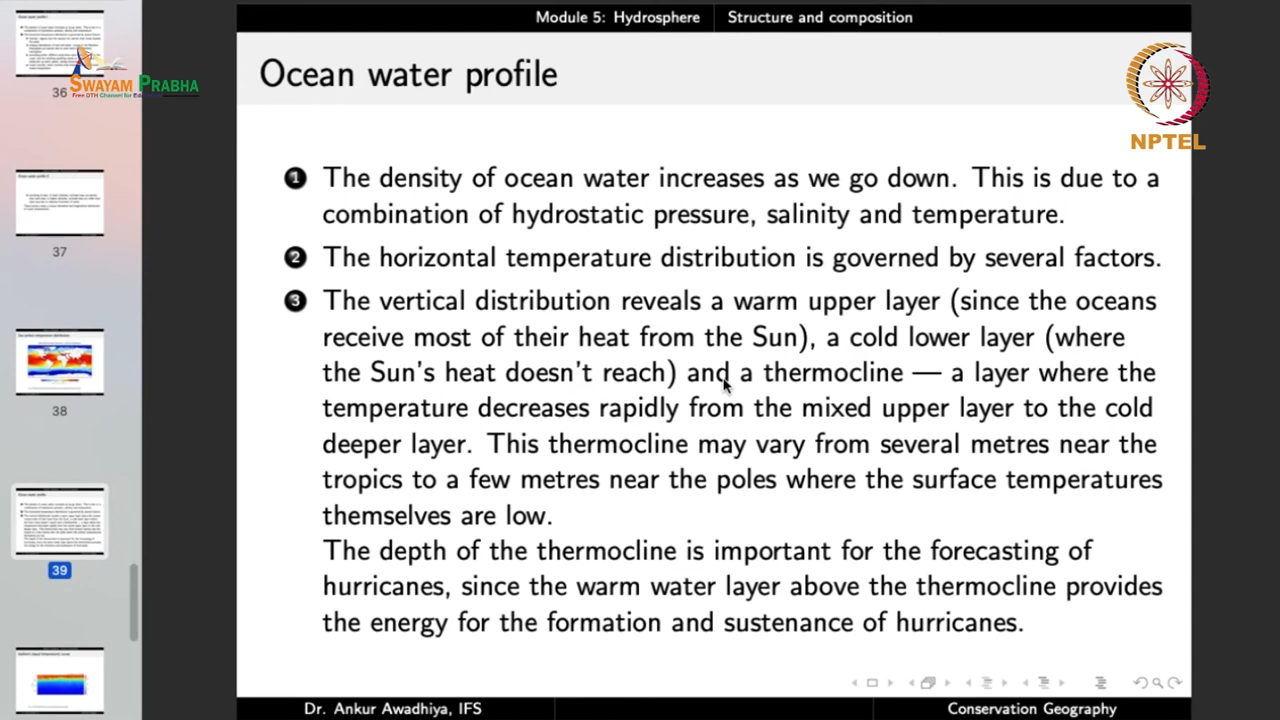 Module 5: Hydrosphere Structure and composition
Ocean water profile
SWAYAM PRABHA
Free DTH Channel for
NPTEL
1 The density of ocean water increases as we go down. This is due to a
combination of hydrostatic pressure, salinity and temperature.
2 The horizontal temperature distribution is governed by several factors.
3 The vertical distribution reveals a warm upper layer (since the oceans
receive most of their heat from the Sun), a cold lower layer (where
the Sun's heat doesn't reach) and a thermocline — a layer where the
temperature decreases rapidly from the mixed upper layer to the cold
deeper layer. This thermocline may vary from several metres near the
tropics to a few metres near the poles where the surface temperatures
themselves are low.
The depth of the thermocline is important for the forecasting of
hurricanes, since the warm water layer above the thermocline provides
the energy for the formation and sustenance of hurricanes.
36
37
38
39
Dr. Ankur Awadhiya, IFS Conservation Geography